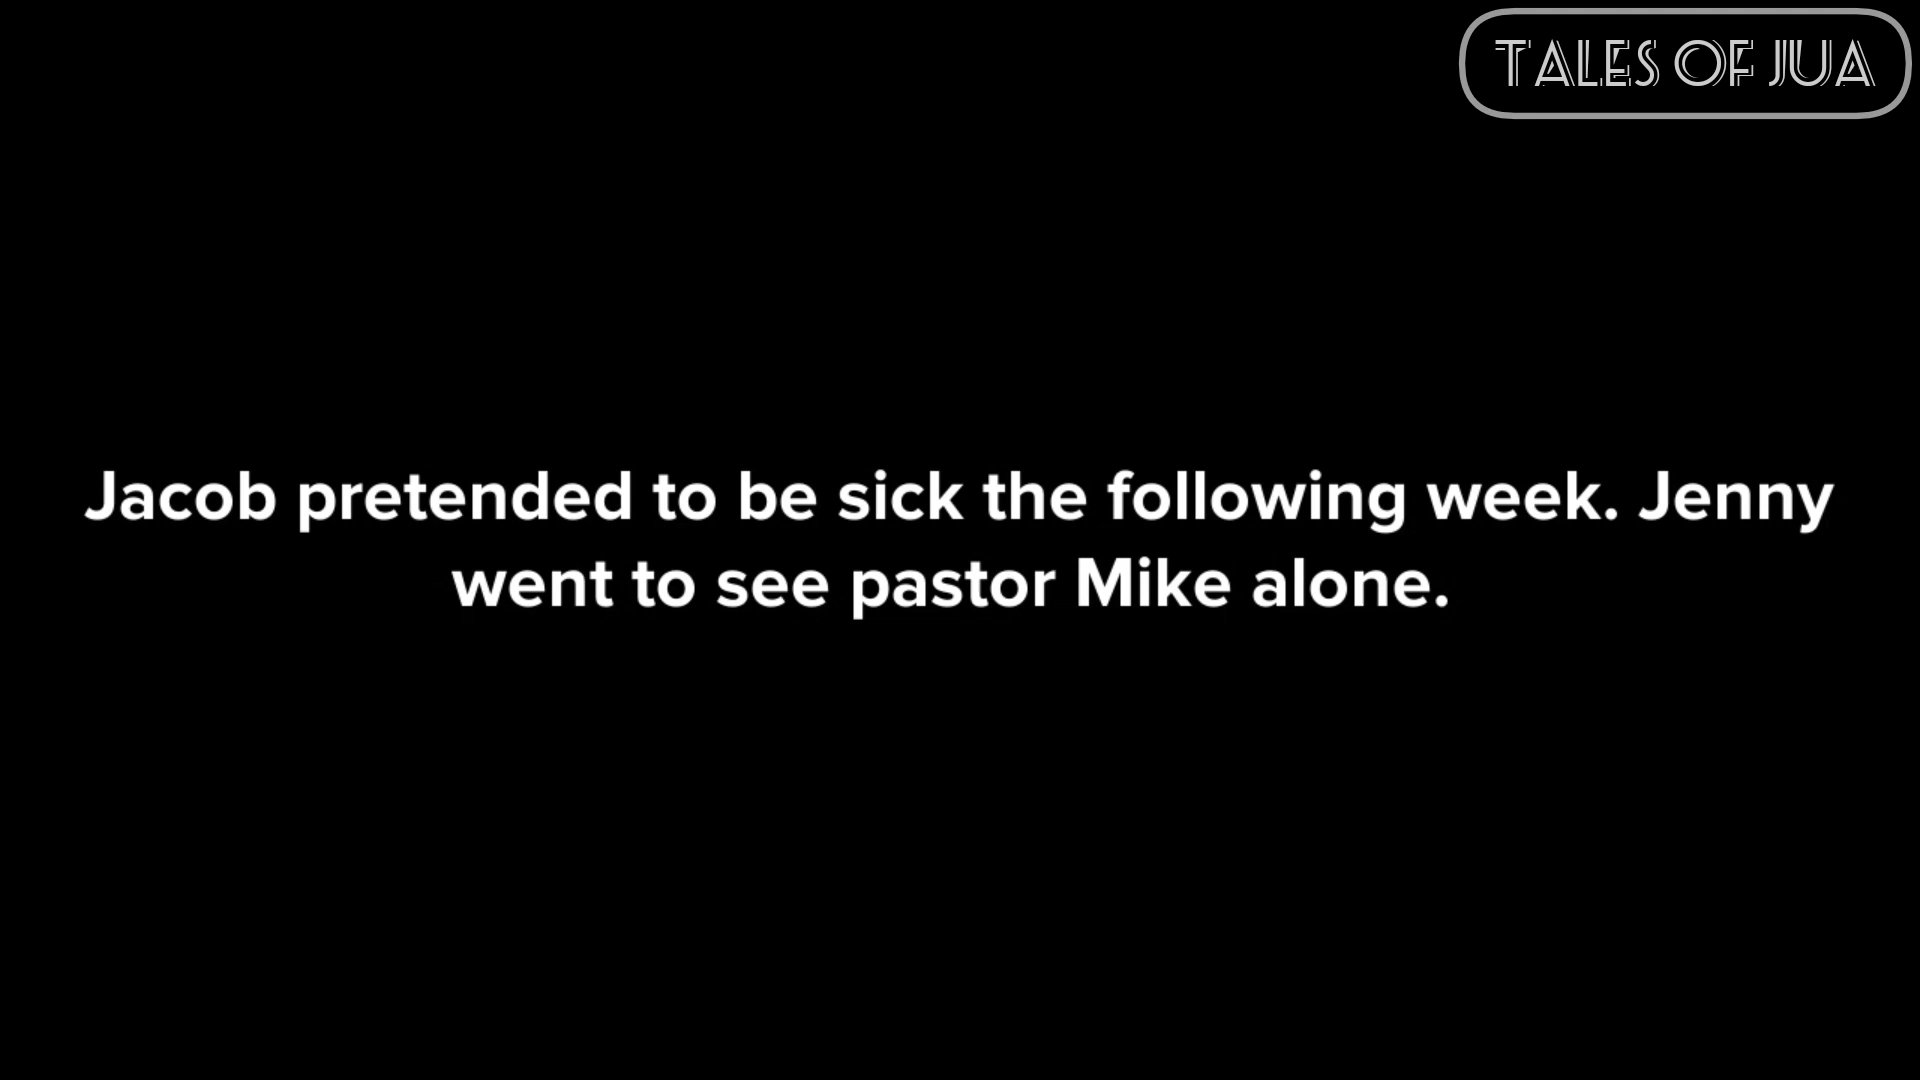 TALES OF JUA
Jacob pretended to be sick the following week. Jenny
went to see pastor Mike alone.